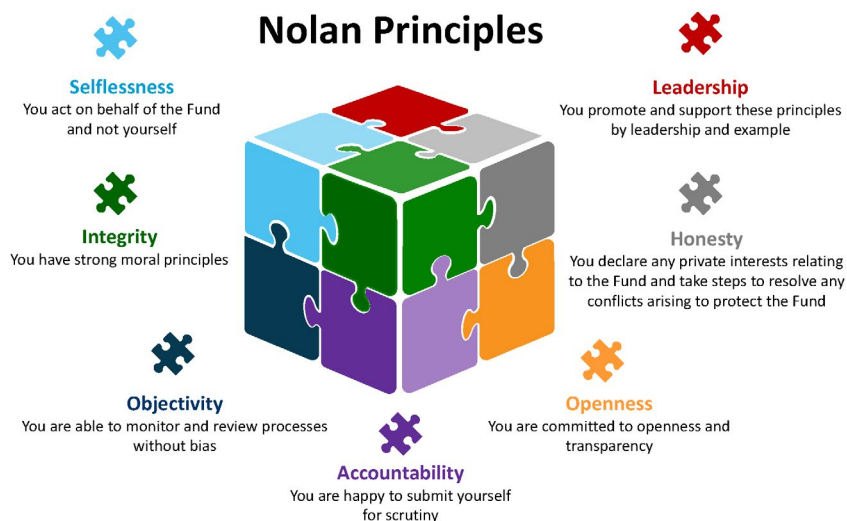 Nolan Principles
Selflessness
You act on behalf of the Fund
and not yourself
Leadership
You promote and support these principles
by leadership and example
Integrity
You have strong moral principles
Honesty
You declare any private interests relating
to the Fund and take steps to resolve any
conflicts arising to protect the Fund
Objectivity
You are able to monitor and review processes
without bias
Openness
You are committed to openness and
transparency
Accountability
You are happy to submit yourself
for scrutiny